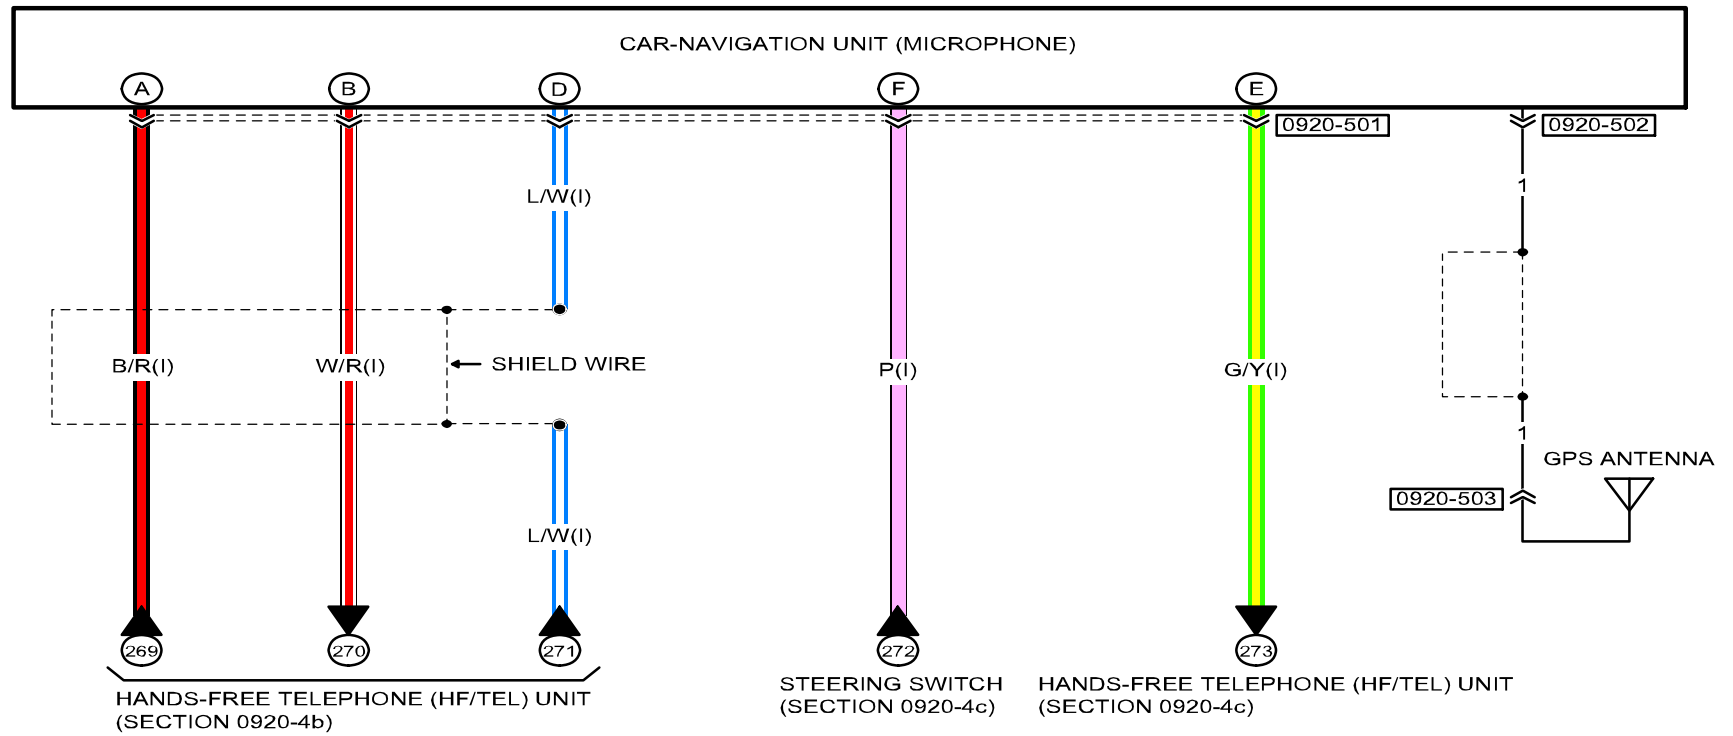 CAR-NAVIGATION UNIT (MICROPHONE)
A
B
D
F
E
0920-501
0920-502
1
L/W(I)
B/R(I)
W/R(I)
SHIELD WIRE
P(I)
G/Y(I)
1
GPS ANTENNA
0920-503
L/W(I)
269
270
271
272
273
HANDS-FREE TELEPHONE (HF/TEL) UNIT
(SECTION 0920-4b)
STEERING SWITCH
(SECTION 0920-4c)
HANDS-FREE TELEPHONE (HF/TEL) UNIT
(SECTION 0920-4c)